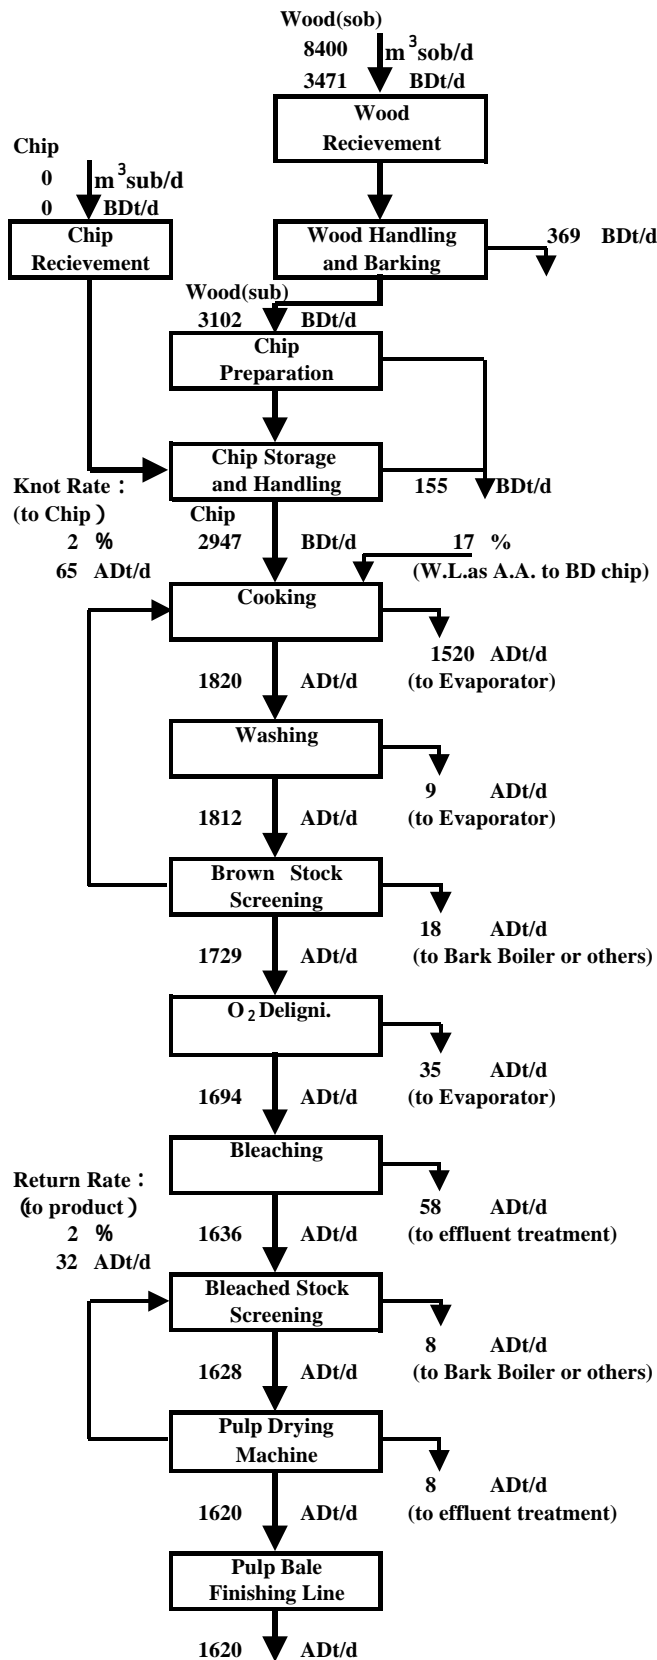 Wood(sob)
8400 m³sob/d
3471 BDt/d
Wood
Recievement
Chip
0 m³sub/d
0 BDt/d
Chip
Recievement
Wood Handling
and Barking
369 BDt/d
Wood(sub)
3102 BDt/d
Chip
Preparation
Chip Storage
and Handling
155 BDt/d
Knot Rate：
(to Chip）
2 %
65 ADt/d
Chip
2947 BDt/d
17 %
(W.L.as A.A. to BD chip)
Cooking
1520 ADt/d
(to Evaporator)
1820 ADt/d
Washing
9 ADt/d
(to Evaporator)
1812 ADt/d
Brown Stock
Screening
18 ADt/d
(to Bark Boiler or others)
1729 ADt/d
O₂Deligni.
35 ADt/d
(to Evaporator)
1694 ADt/d
Bleaching
58 ADt/d
(to effluent treatment)
Return Rate：
(to product）
2 %
32 ADt/d
1636 ADt/d
Bleached Stock
Screening
8 ADt/d
(to Bark Boiler or others)
1628 ADt/d
Pulp Drying
Machine
8 ADt/d
(to effluent treatment)
1620 ADt/d
Pulp Bale
Finishing Line
1620 ADt/d